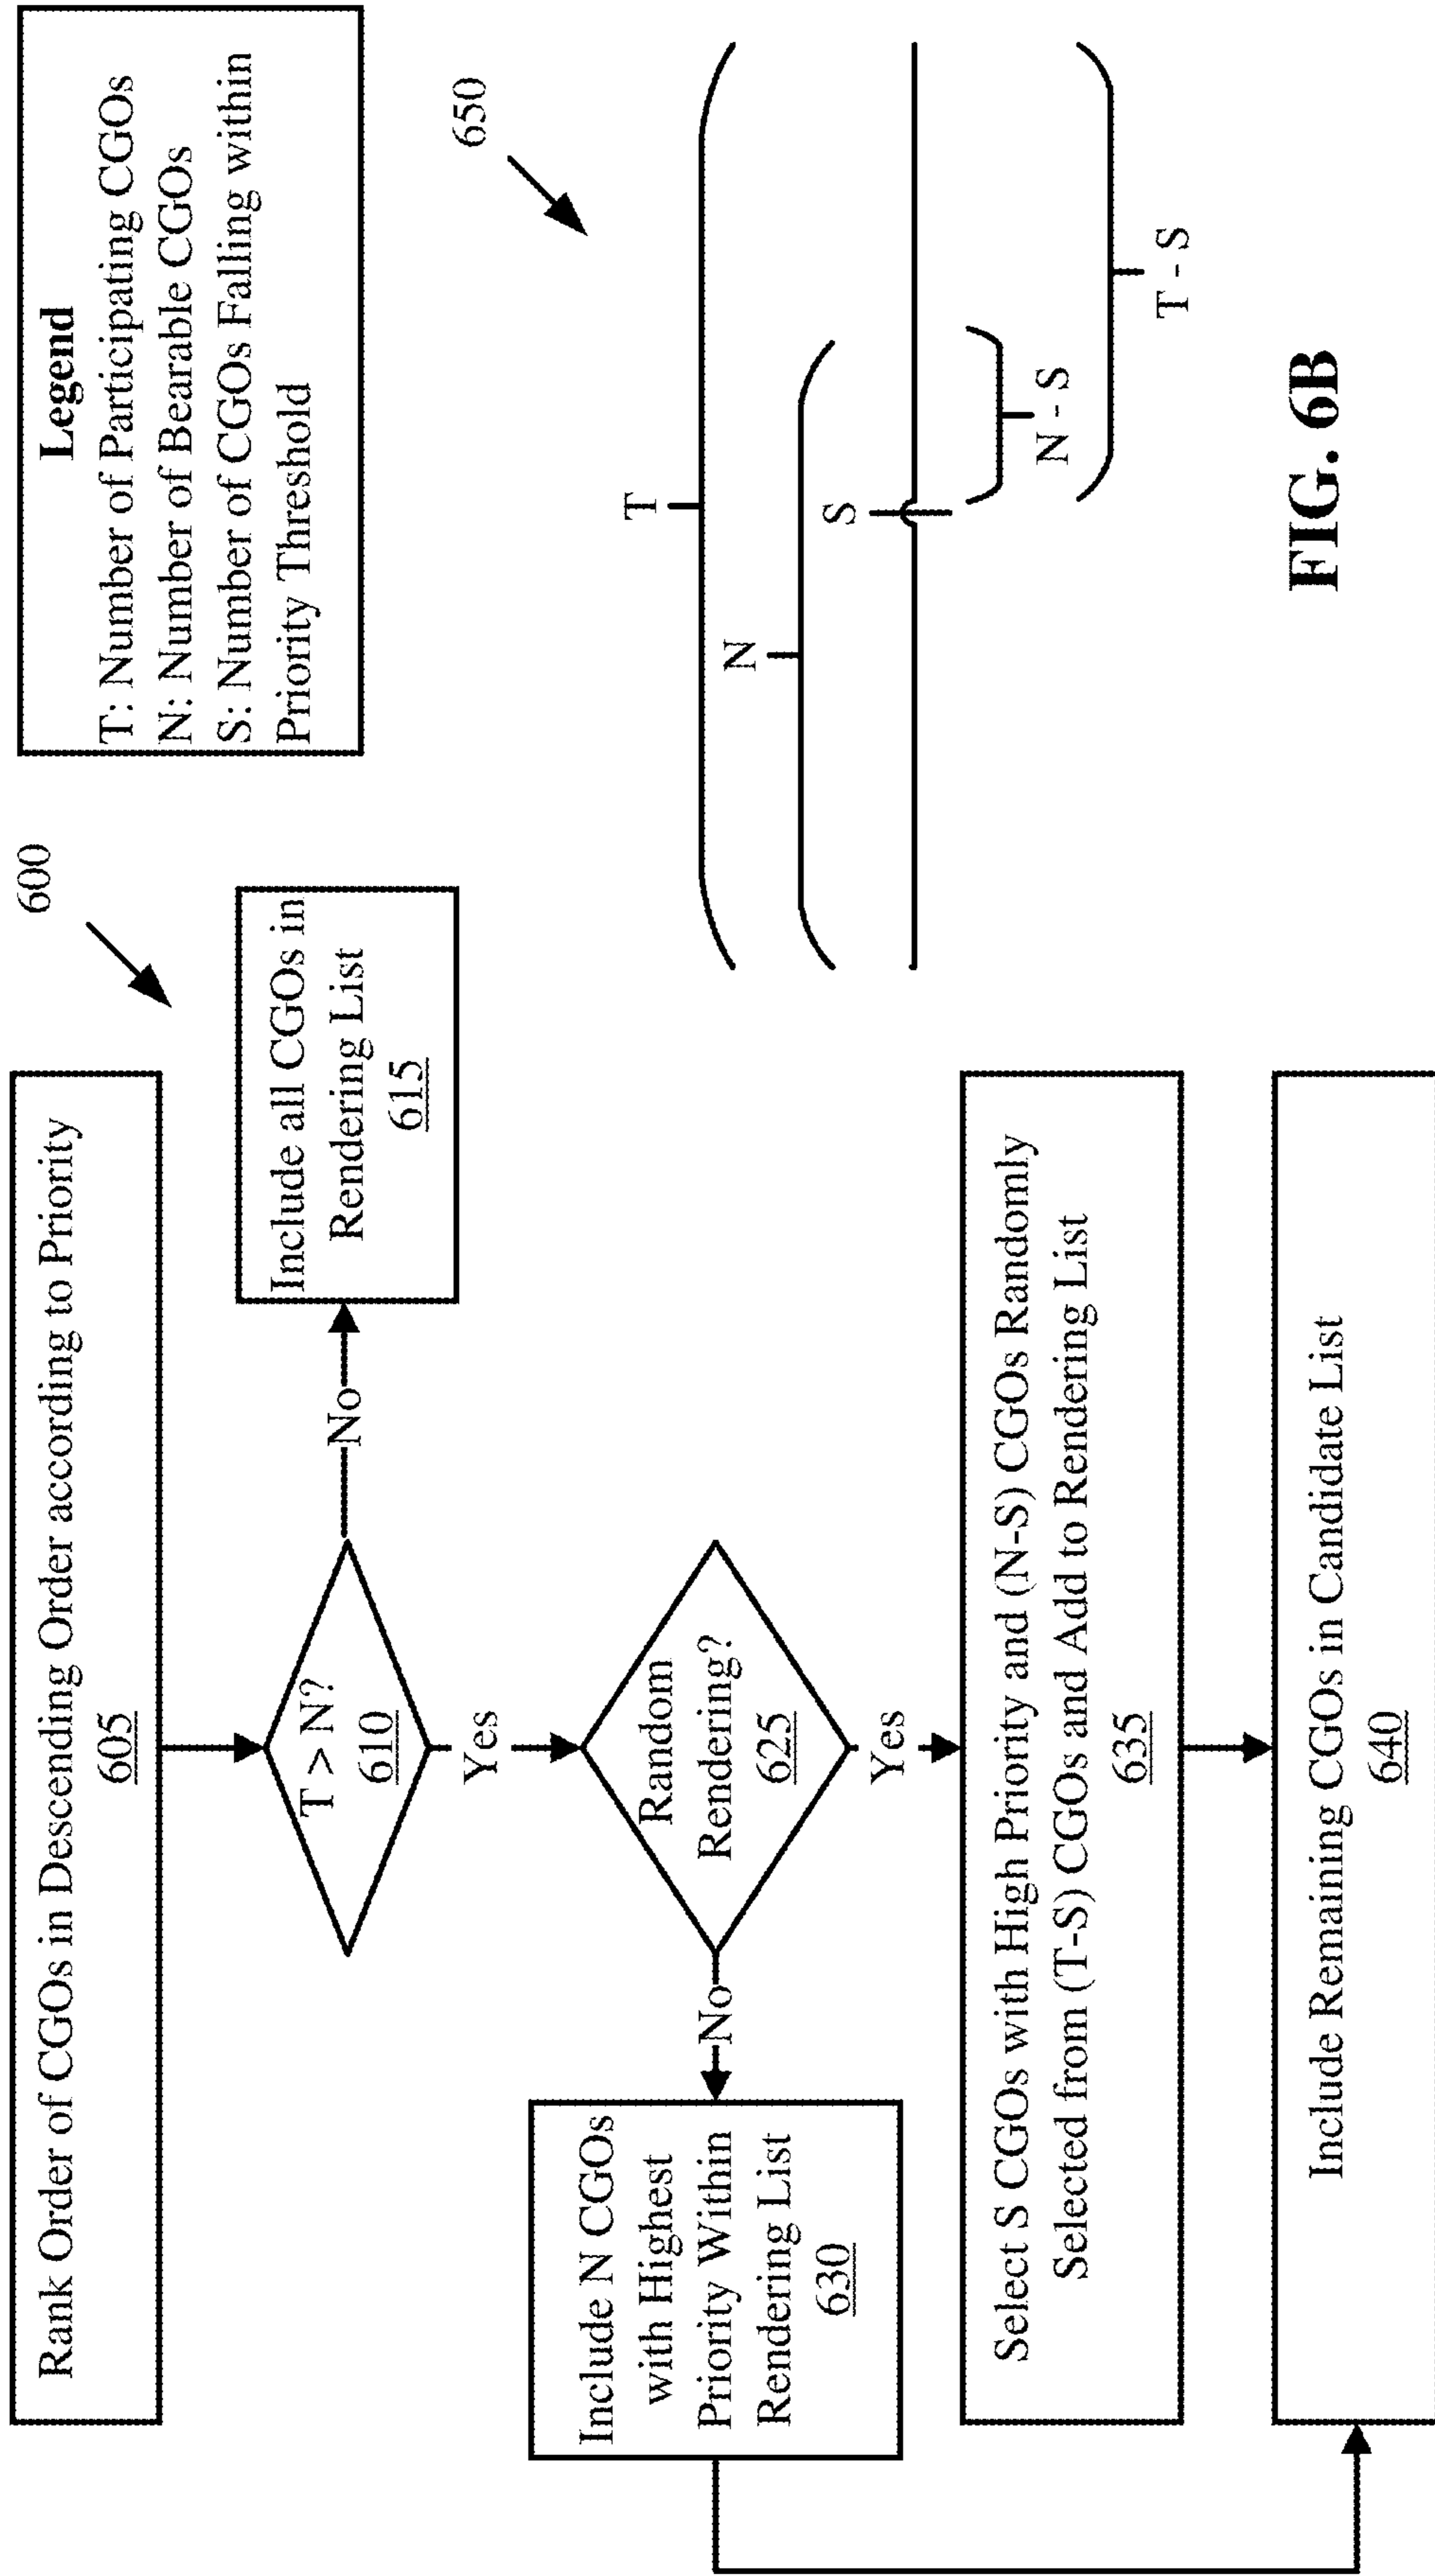 600
Rank Order of CGOs in Descending Order according to Priority
605
T > N?
610
No
Include all CGOs in
Rendering List
615
Yes
Random
Rendering?
625
No
Include N CGOs
with Highest
Priority Within
Rendering List
630
Yes
Select S CGOs with High Priority and (N-S) CGOs Randomly
Selected from (T-S) CGOs and Add to Rendering List
635
Include Remaining CGOs in Candidate List
640
Legend
T: Number of Participating CGOs
N: Number of Bearable CGOs
S: Number of CGOs Falling within
Priority Threshold
650
T
N
S
N - S
T - S
FIG. 6B